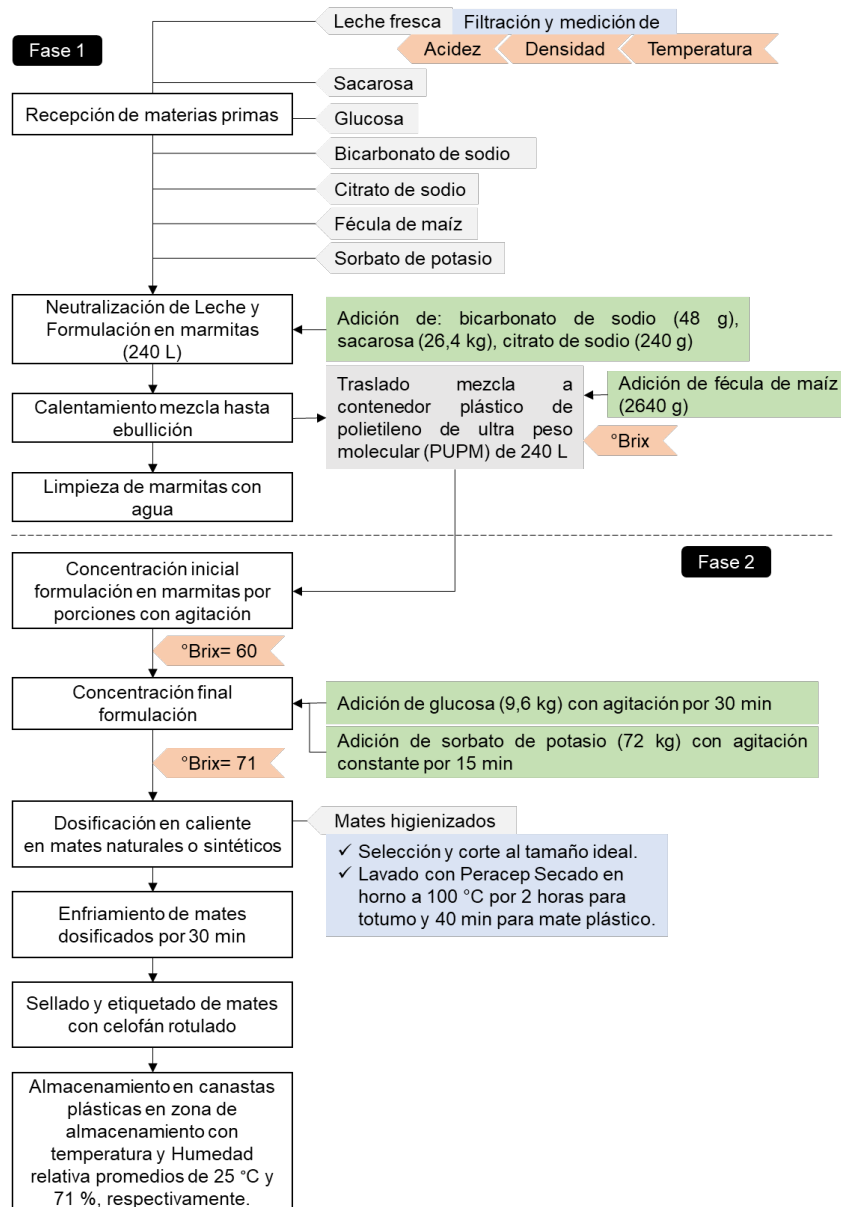 Leche fresca
Filtración y medición de
Acidez
Densidad
Temperatura
Fase 1
Sacarosa
Recepción de materias primas
Glucosa
Bicarbonato de sodio
Citrato de sodio
Fécula de maíz
Sorbato de potasio
Neutralización de Leche y
Formulación en marmitas
(240 L)
Adición de: bicarbonato de sodio (48 g),
sacarosa (26,4 kg), citrato de sodio (240 g)
Calentamiento mezcla hasta
ebullición
Traslado mezcla a
contenedor plástico de
polietileno de ultra peso
molecular (PUPM) de 240 L
Adición de fécula de maíz
(2640 g)
°Brix
Limpieza de marmitas con
agua
Fase 2
Concentración inicial
formulación en marmitas por
porciones con agitación
°Brix= 60
Concentración final
formulación
Adición de glucosa (9,6 kg) con agitación por 30 min
Adición de sorbato de potasio (72 kg) con agitación
constante por 15 min
°Brix= 71
Dosificación en caliente
en mates naturales o sintéticos
Mates higienizados
✓ Selección y corte al tamaño ideal.
✓ Lavado con Peracep Secado en
horno a 100 °C por 2 horas para
totumo y 40 min para mate plástico.
Enfriamiento de mates
dosificados por 30 min
Sellado y etiquetado de mates
con celofán rotulado
Almacenamiento en canastas
plásticas en zona de
almacenamiento con
temperatura y Humedad
relativa promedios de 25 °C y
71 %, respectivamente.